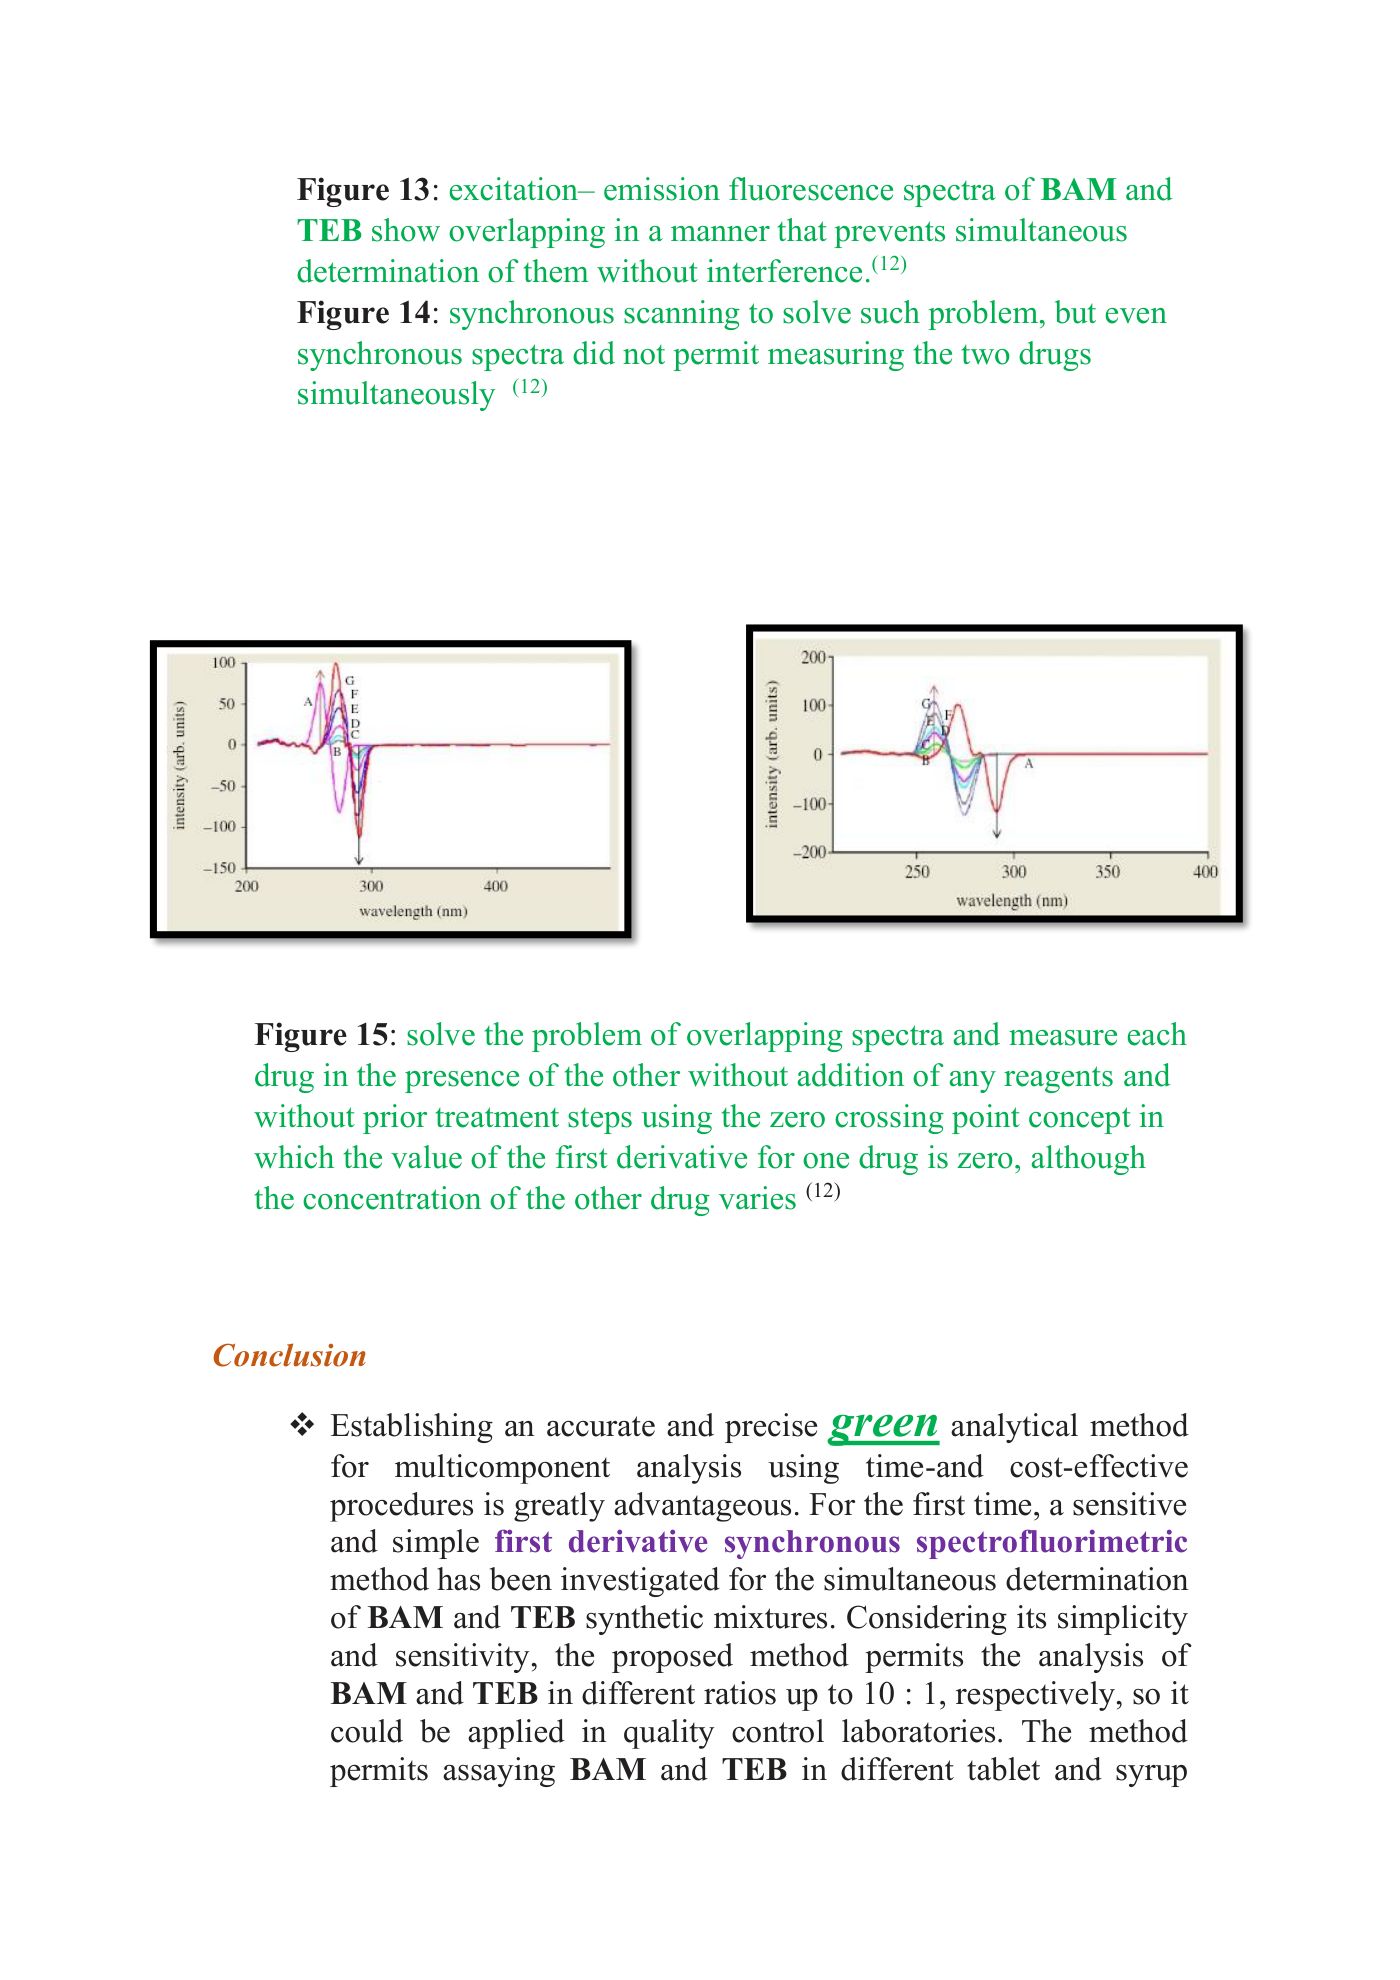 Figure 13: excitation– emission fluorescence spectra of BAM and
TEB show overlapping in a manner that prevents simultaneous
determination of them without interference.(12)
Figure 14: synchronous scanning to solve such problem, but even
synchronous spectra did not permit measuring the two drugs
simultaneously (12)
100
50
0
–50
–100
–150
200
300
400
intensity (arb. units)
wavelength (nm)
A
G
F
E
D
C
B
200
100
0
–100
–200
250
300
350
400
intensity (arb. units)
wavelength (nm)
G
F
E
D
C
B
A
Figure 15: solve the problem of overlapping spectra and measure each
drug in the presence of the other without addition of any reagents and
without prior treatment steps using the zero crossing point concept in
which the value of the first derivative for one drug is zero, although
the concentration of the other drug varies (12)
Conclusion
❖ Establishing an accurate and precise green analytical method
for multicomponent analysis using time-and cost-effective
procedures is greatly advantageous. For the first time, a sensitive
and simple first derivative synchronous spectrofluorimetric
method has been investigated for the simultaneous determination
of BAM and TEB synthetic mixtures. Considering its simplicity
and sensitivity, the proposed method permits the analysis of
BAM and TEB in different ratios up to 10 : 1, respectively, so it
could be applied in quality control laboratories. The method
permits assaying BAM and TEB in different tablet and syrup